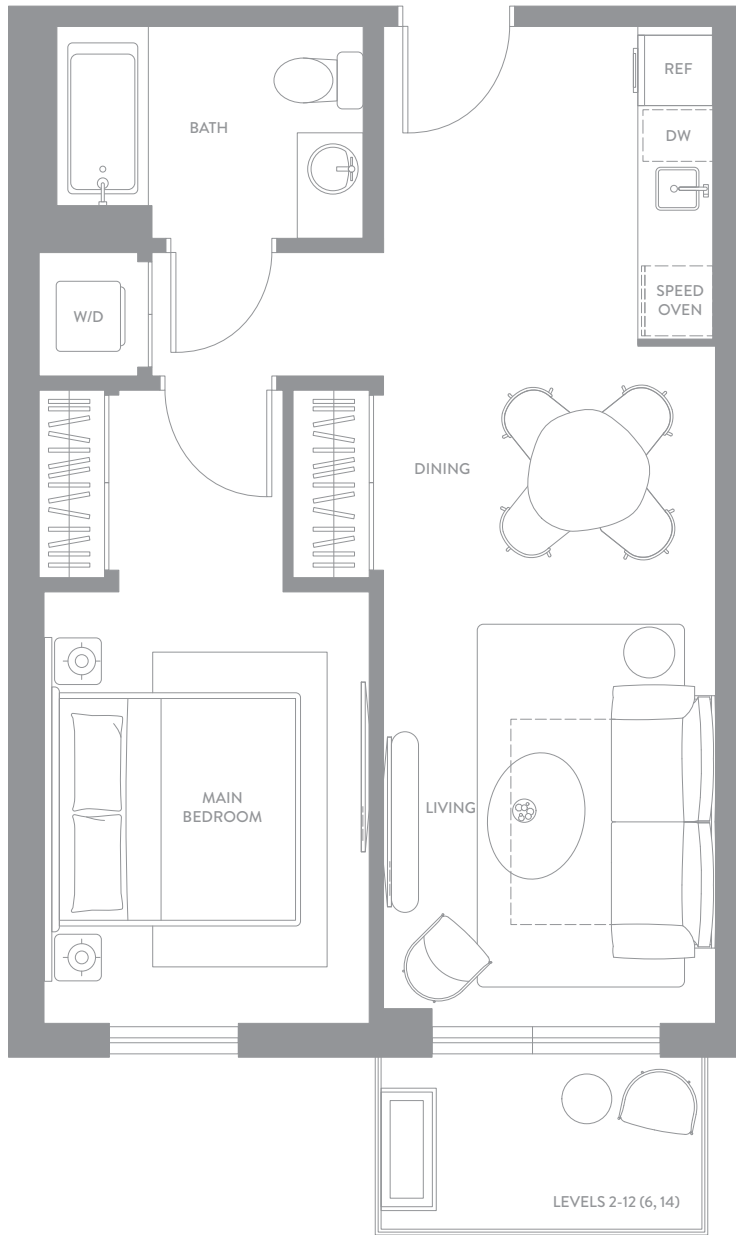 REF
BATH
DW
W/D
SPEED
OVEN
DINING
MAIN
BEDROOM
LIVING
LEVELS 2-12 (6, 14)